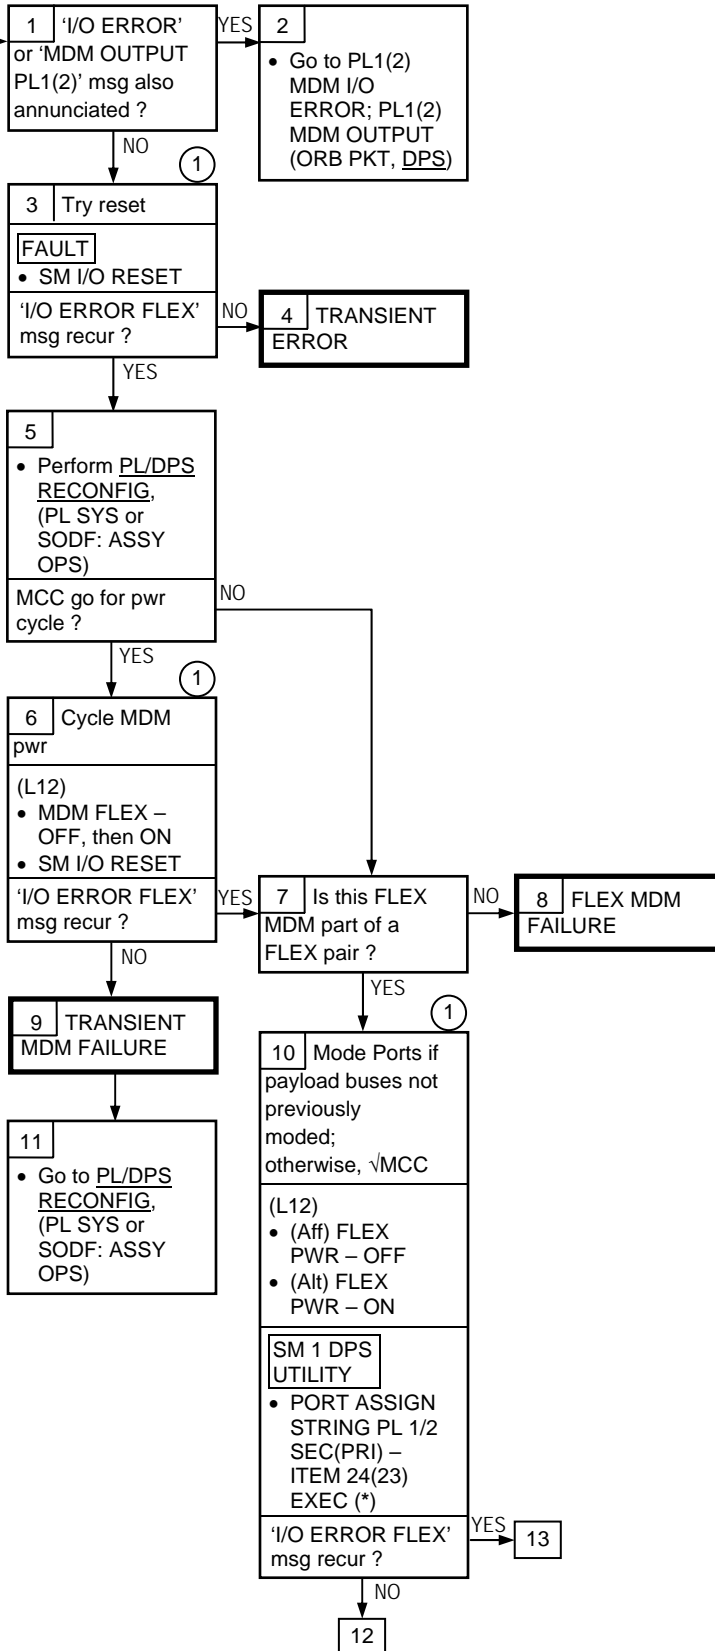 1 'I/O ERROR'
or 'MDM OUTPUT
PL1(2)' msg also
annunciated ?
YES
2
• Go to PL1(2)
MDM I/O
ERROR; PL1(2)
MDM OUTPUT
(ORB PKT, DPS)
NO
1
3 Try reset
FAULT
• SM I/O RESET
'I/O ERROR FLEX'
msg recur ?
NO
4 TRANSIENT
ERROR
YES
5
• Perform PL/DPS
RECONFIG,
(PL SYS or
SODF: ASSY
OPS)
MCC go for pwr
cycle ?
NO
YES
1
6 Cycle MDM
pwr
(L12)
• MDM FLEX –
OFF, then ON
• SM I/O RESET
'I/O ERROR FLEX'
msg recur ?
YES
7 Is this FLEX
MDM part of a
FLEX pair ?
NO
8 FLEX MDM
FAILURE
NO
9 TRANSIENT
MDM FAILURE
YES
1
10 Mode Ports if
payload buses not
previously
moded;
otherwise, √MCC
(L12)
• (Aff) FLEX
PWR – OFF
• (Alt) FLEX
PWR – ON
SM 1 DPS
UTILITY
• PORT ASSIGN
STRING PL 1/2
SEC(PRI) –
ITEM 24(23)
EXEC (*)
'I/O ERROR FLEX'
msg recur ?
YES
13
NO
12
11
• Go to PL/DPS
RECONFIG,
(PL SYS or
SODF: ASSY
OPS)